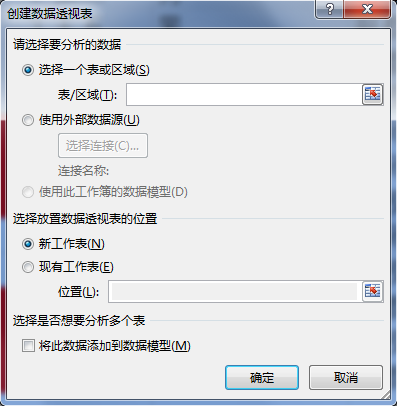 创建数据透视表
请选择要分析的数据
选择一个表或区域(S)
表/区域(T):
使用外部数据源(U)
选择连接(C)...
连接名称:
使用此工作簿的数据模型(D)
选择放置数据透视表的位置
新工作表(N)
现有工作表(E)
位置(L):
选择是否想要分析多个表
将此数据添加到数据模型(M)
确定 取消